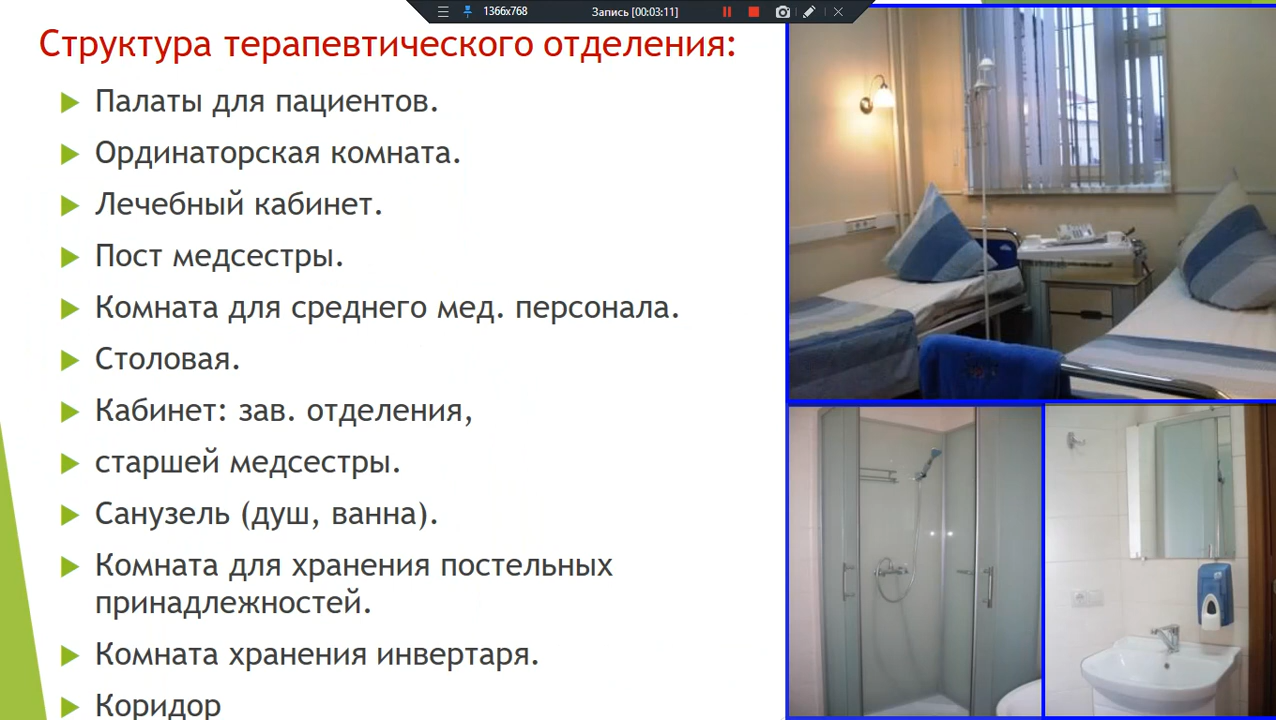 1366x768
Запись [00:03:11]
Структура терапевтического отделения:
Палаты для пациентов.
Ординаторская комната.
Лечебный кабинет.
Пост медсестры.
Комната для среднего мед. персонала.
Столовая.
Кабинет: зав. отделения,
старшей медсестры.
Санузель (душ, ванна).
Комната для хранения постельных
принадлежностей.
Комната хранения инвертаря.
Коридор